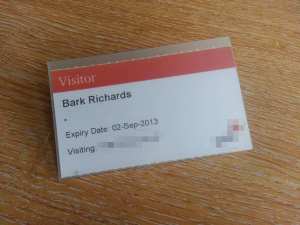 Visitor
Bark Richards
-
Expiry Date: 02-Sep-2013
Visiting: